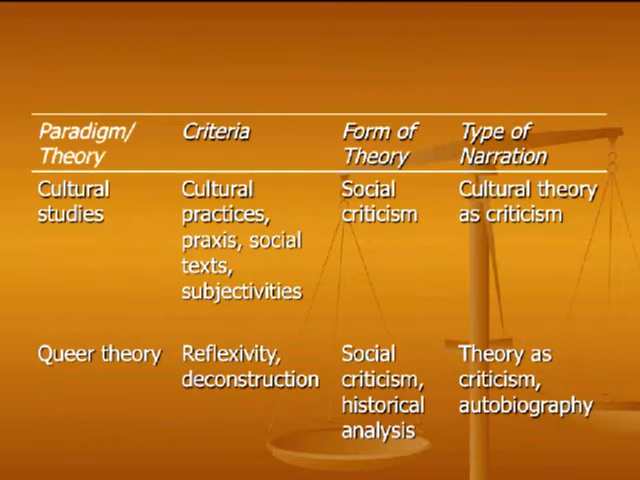 Paradigm/ Criteria Form of Type of
Theory Theory Narration
Cultural Cultural Social Cultural theory
studies practices, criticism as criticism
praxis, social
texts,
subjectivities
Queer theory Reflexivity, Social Theory as
deconstruction criticism, criticism,
historical autobiography
analysis